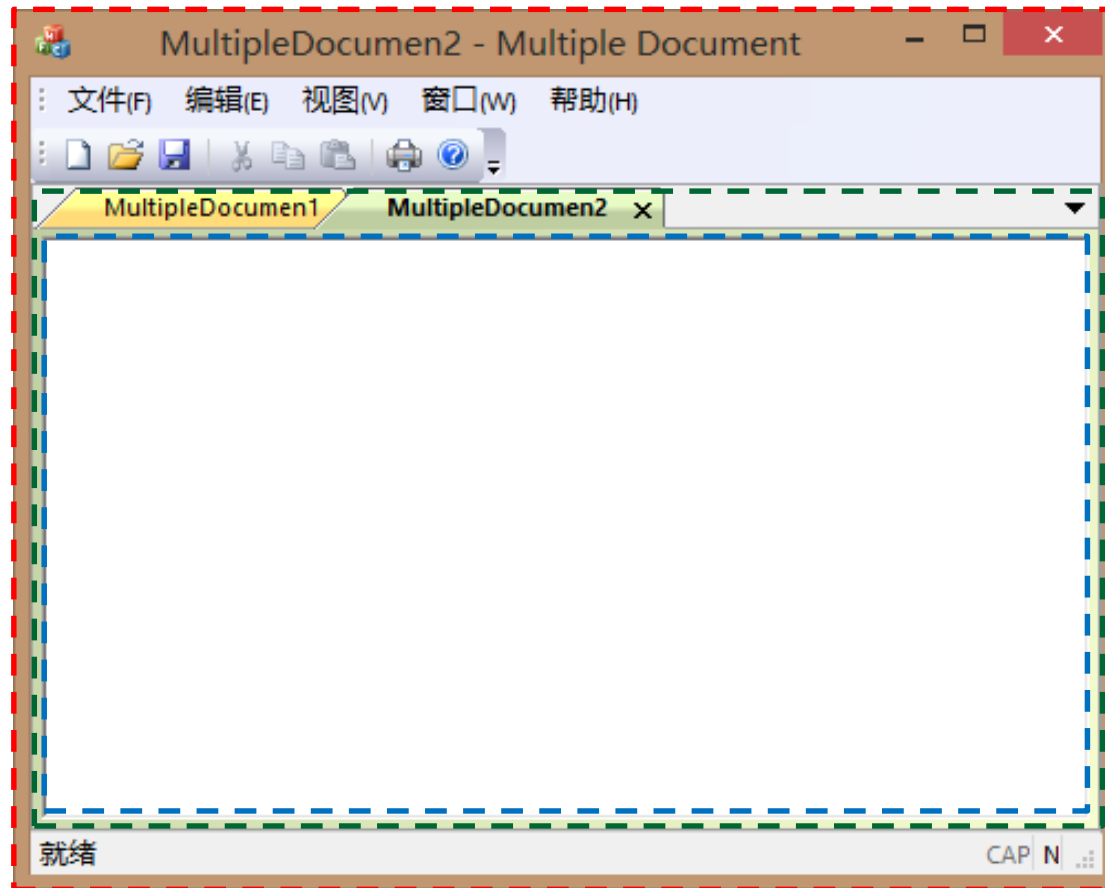 MultipleDocumen2 - Multiple Document
文件(F) 编辑(E) 视图(V) 窗口(W) 帮助(H)
MultipleDocumen1 MultipleDocumen2
就绪 CAP N